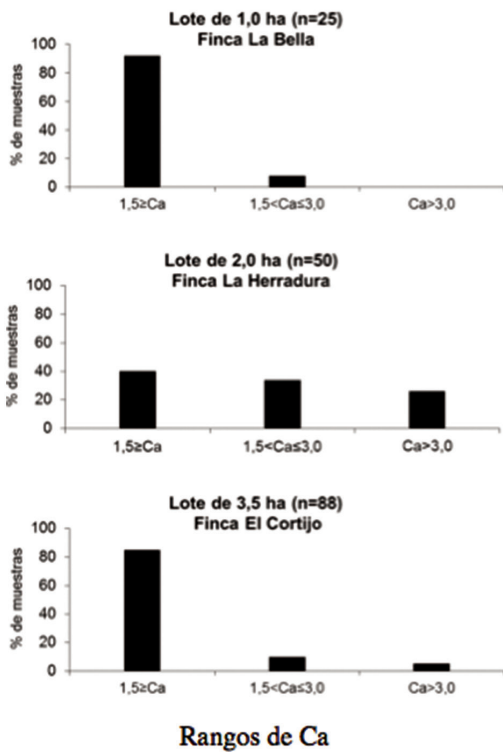 Lote de 1,0 ha (n=25)
Finca La Bella
% de muestras
100
80
60
40
20
0
1,5≥Ca
1,5<Ca≤3,0
Ca>3,0
Lote de 2,0 ha (n=50)
Finca La Herradura
% de muestras
100
80
60
40
20
0
1,5≥Ca
1,5<Ca≤3,0
Ca>3,0
Lote de 3,5 ha (n=88)
Finca El Cortijo
% de muestras
100
80
60
40
20
0
1,5≥Ca
1,5<Ca≤3,0
Ca>3,0
Rangos de Ca